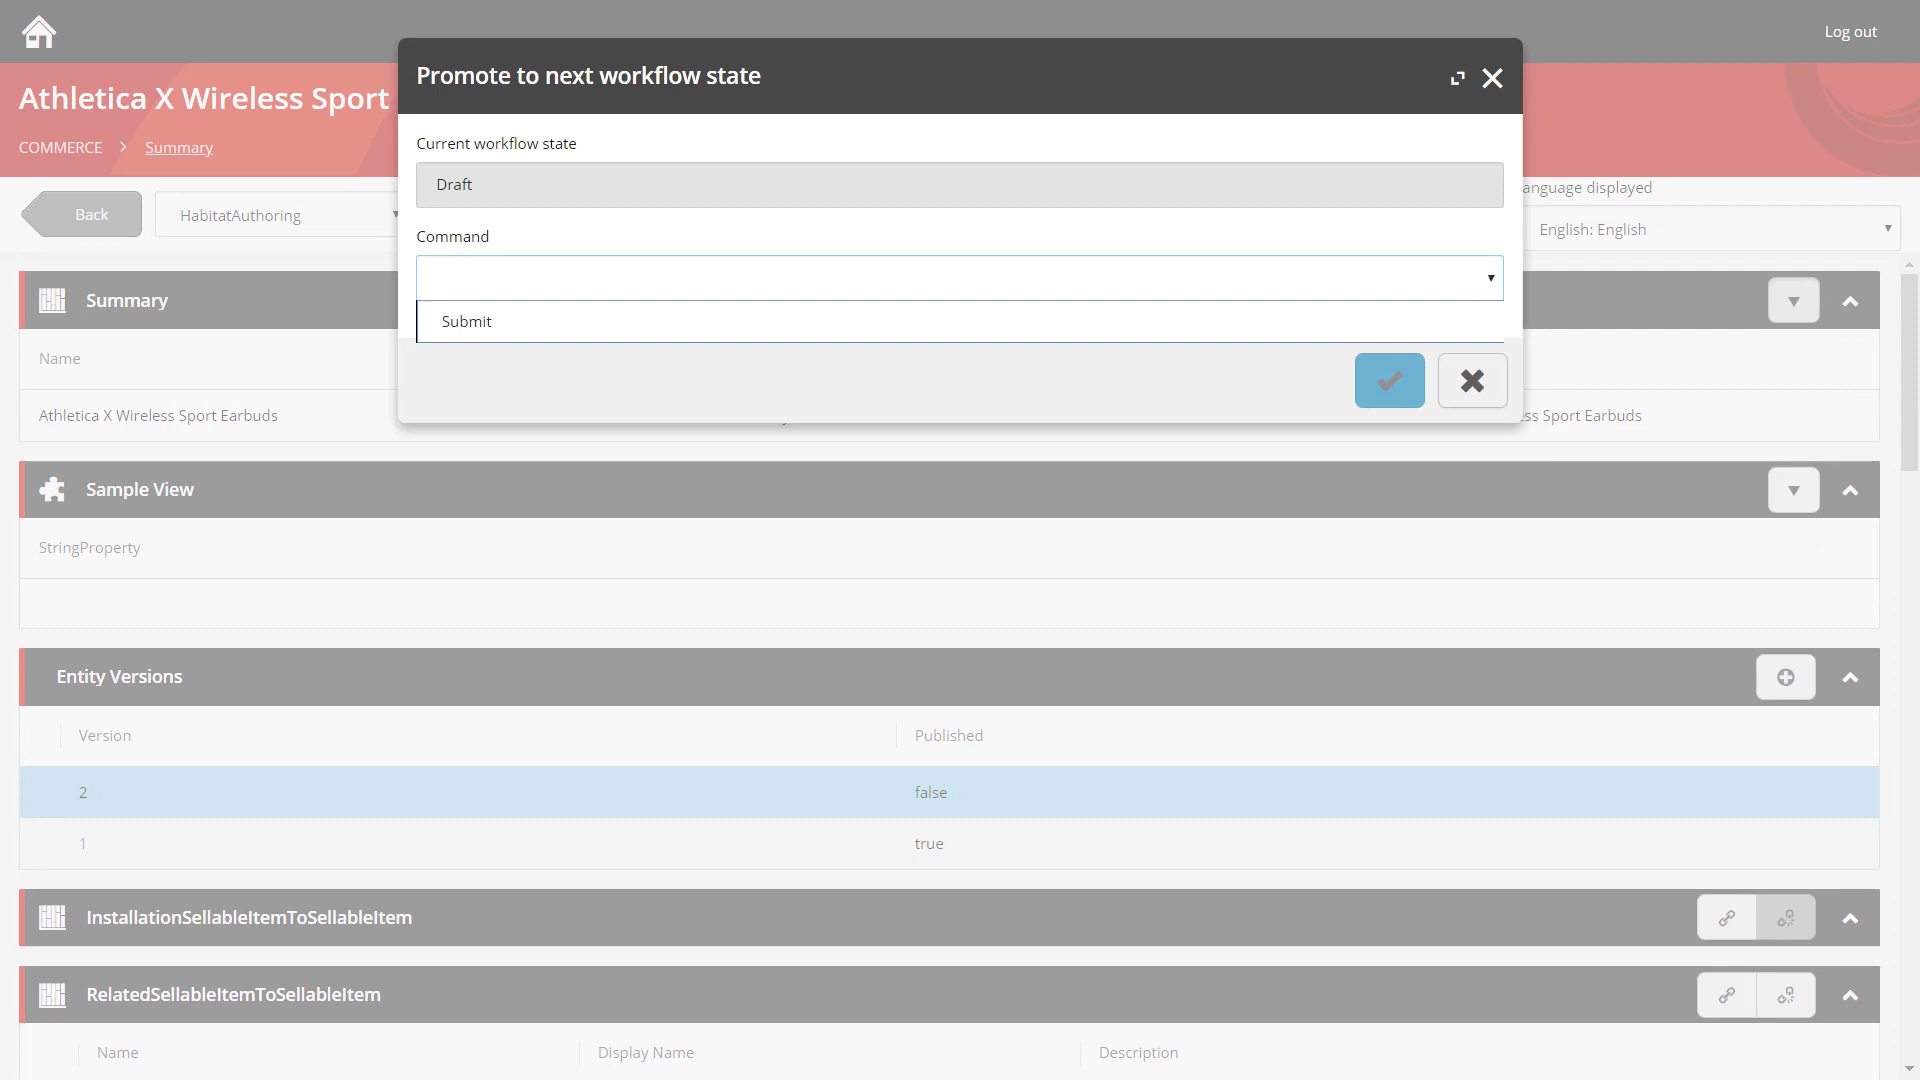 Log out
Athletica X Wireless Sport
COMMERCE
Summary
Promote to next workflow state
Current workflow state
Draft
Command
Submit
Back
HabitatAuthoring
anguage displayed
English: English
Summary
Name
Athletica X Wireless Sport Earbuds
ss Sport Earbuds
Sample View
StringProperty
Entity Versions
Version
Published
2
false
1
true
InstallationSellableItemToSellableItem
RelatedSellableItemToSellableItem
Name
Display Name
Description